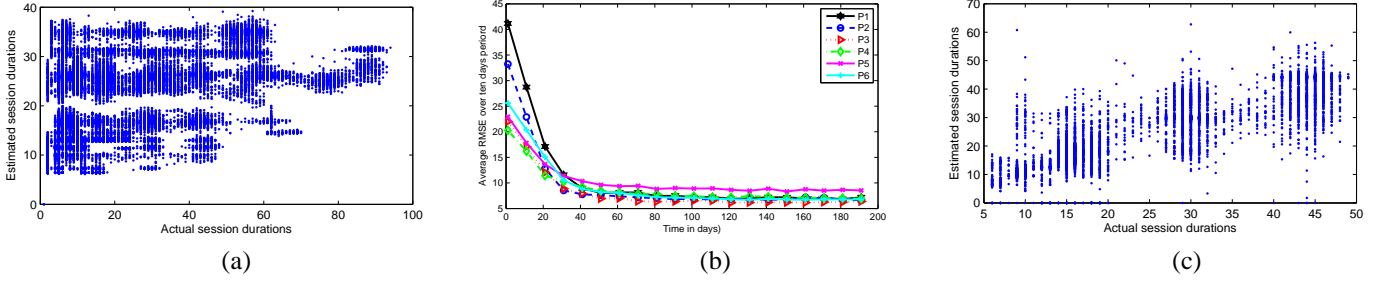 40
30
20
10
0
0 20 40 60 80 100
Estimated session durations
Actual session durations
(a)
45
40
35
30
25
20
15
10
5
0 20 40 60 80 100 120 140 160 180 200
Average RMSE over ten days periord
Time in days)
P1
P2
P3
P4
P5
P6
(b)
70
60
50
40
30
20
10
0
5 10 15 20 25 30 35 40 45 50
Estimated session durations
Actual session durations
(c)